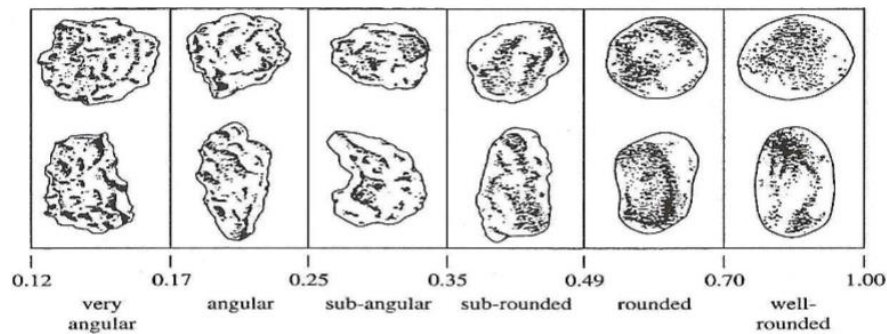 0.12 0.17 0.25 0.35 0.49 0.70 1.00
very angular sub-angular sub-rounded rounded well-
angular rounded